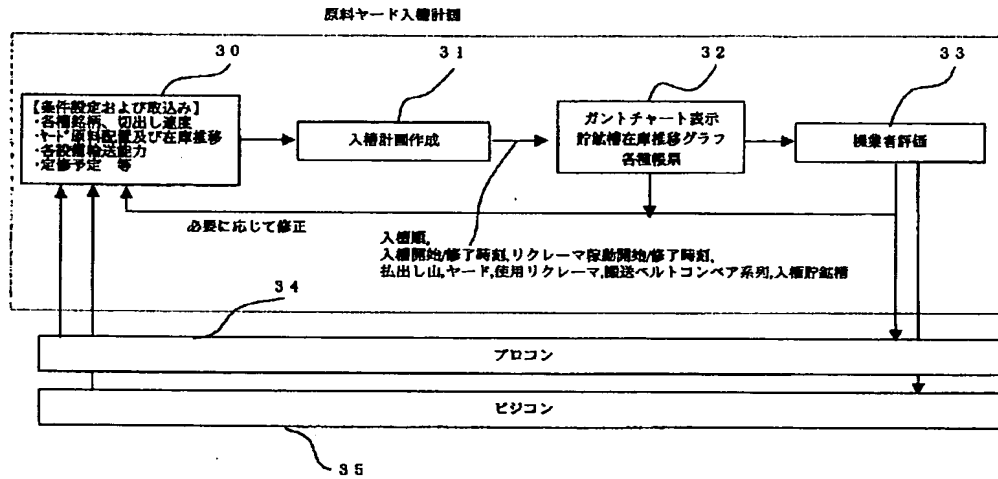 原料ヤード入槽計画
30
31
32
33
【条件設定および取込み】
・各槽銘柄、切出し速度
・ヤード原料配置及び在庫推移
・各設備輸送能力
・定修予定 等
入槽計画作成
ガントチャート表示
貯鉱槽在庫推移グラフ
各種帳票
操業者評価
必要に応じて修正
入槽順,
入槽開始/修了時刻,リクレーマ稼動開始/修了時刻,
払出し山,ヤード,使用リクレーマ,搬送ベルトコンベア系列,入槽貯鉱槽
34
プロコン
ビジコン
35